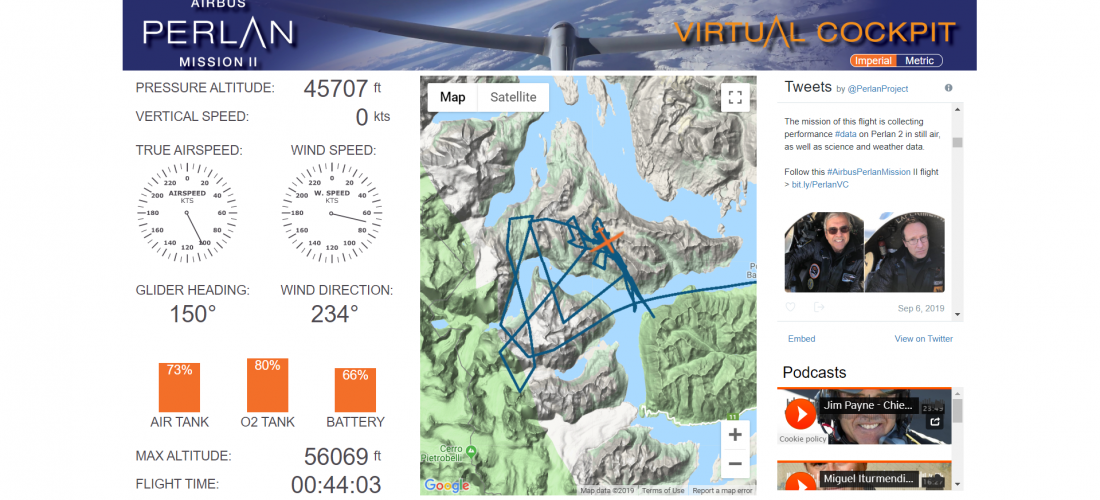 AIRBUS
PERLAN
MISSION II
VIRTUAL COCKPIT
Imperial Metric
PRESSURE ALTITUDE: 45707 ft
VERTICAL SPEED: 0 kts
TRUE AIRSPEED: WIND SPEED:
0
220 20
200 40
AIRSPEED
KTS
180 60
160 80
140 100
120
0
220 20
200 40
W. SPEED
KTS
180 60
160 80
140 100
120
GLIDER HEADING: WIND DIRECTION:
150° 234°
73% 80% 66%
AIR TANK O2 TANK BATTERY
MAX ALTITUDE: 56069 ft
FLIGHT TIME: 00:44:03
Map Satellite
11
Cerro
Pietrobelli
+
−
Google
Map data ©2019 Terms of Use Report a map error
Tweets by @PerlanProject
The mission of this flight is collecting
performance #data on Perlan 2 in still air,
as well as science and weather data.
Follow this #AirbusPerlanMission II flight
> bit.ly/PerlanVC
Sep 6, 2019
Embed View on Twitter
Podcasts
Jim Payne - Chie... 23:43
Cookie policy
Miguel Iturmendi... 16:27